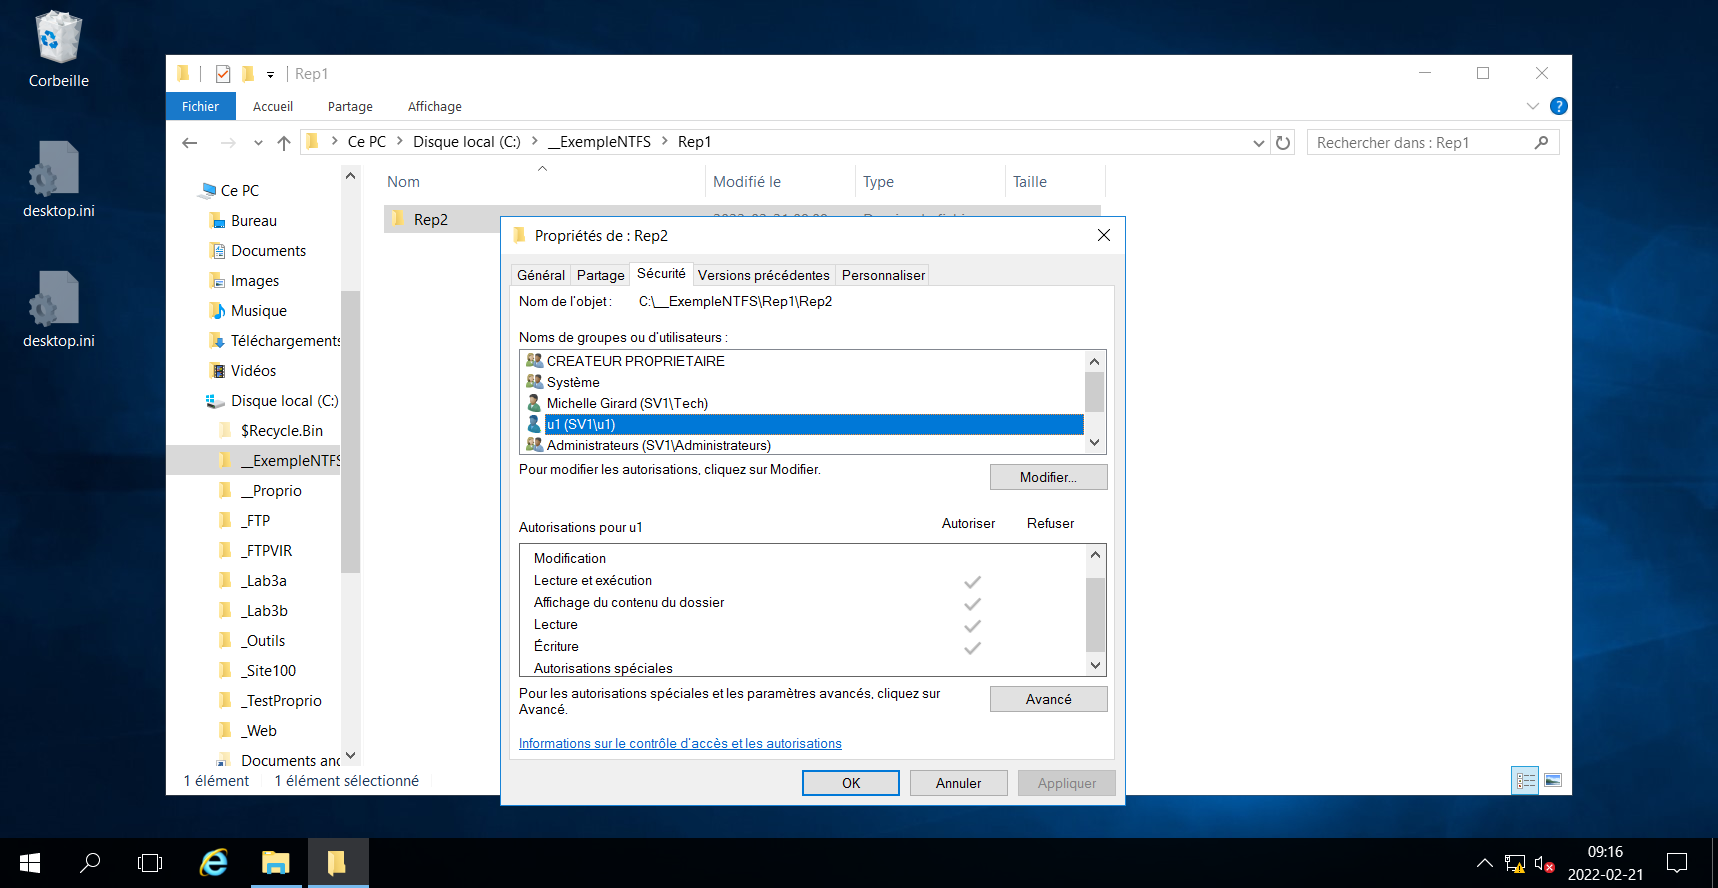 Corbeille
desktop.ini
desktop.ini
Rep1
Fichier Accueil Partage Affichage
Ce PC Disque local (C:) __ExempleNTFS Rep1
Rechercher dans : Rep1
Ce PC
Bureau
Documents
Images
Musique
Téléchargements
Vidéos
Disque local (C:)
$Recycle.Bin
__ExempleNTFS
__Proprio
_FTP
_FTPVIR
_Lab3a
_Lab3b
_Outils
_Site100
_TestProprio
_Web
Documents and
Nom Modifié le Type Taille
Rep2
Propriétés de : Rep2
Général Partage Sécurité Versions précédentes Personnaliser
Nom de l'objet : C:\__ExempleNTFS\Rep1\Rep2
Noms de groupes ou d'utilisateurs :
CREATEUR PROPRIETAIRE
Système
Michelle Girard (SV1\Tech)
u1 (SV1\u1)
Administrateurs (SV1\Administrateurs)
Pour modifier les autorisations, cliquez sur Modifier.
Modifier...
Autorisations pour u1 Autoriser Refuser
Modification
Lecture et exécution
Affichage du contenu du dossier
Lecture
Écriture
Autorisations spéciales
Pour les autorisations spéciales et les paramètres avancés, cliquez sur
Avancé.
Avancé
Informations sur le contrôle d'accès et les autorisations
OK Annuler Appliquer
1 élément 1 élément sélectionné
09:16
2022-02-21